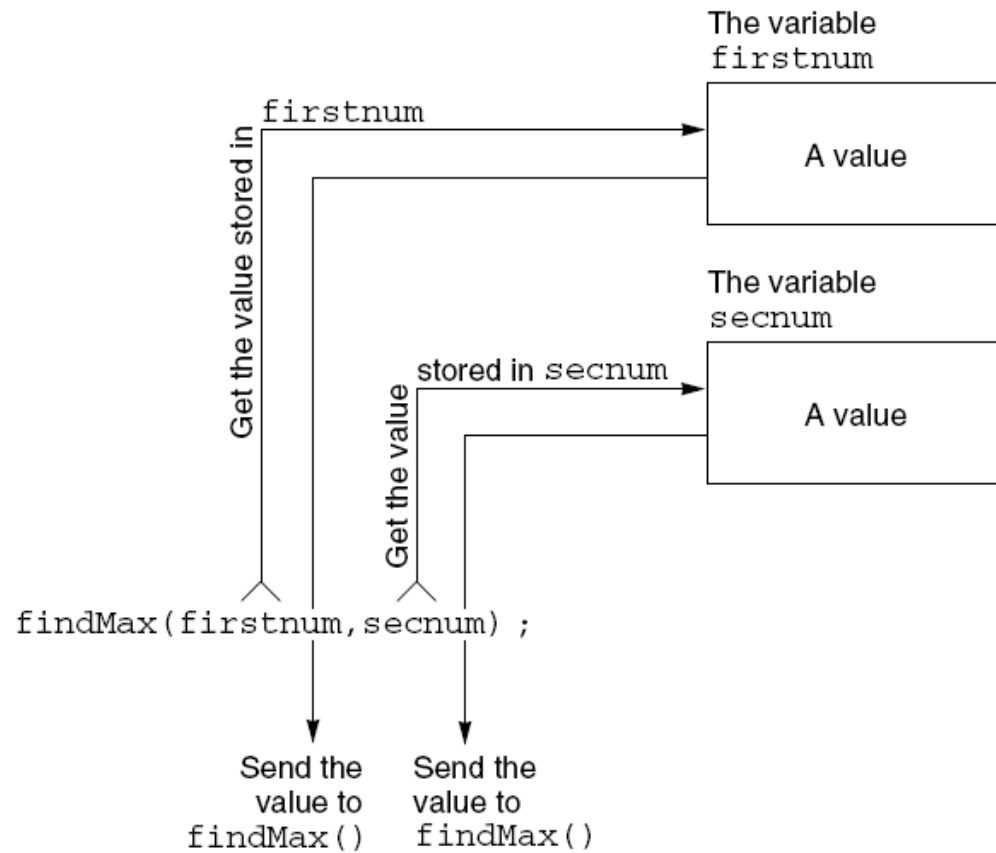 The variable
firstnum
A value
firstnum
Get the value stored in
The variable
secnum
A value
stored in secnum
Get the value
findMax(firstnum,secnum) ;
Send the
value to
findMax()
Send the
value to
findMax()